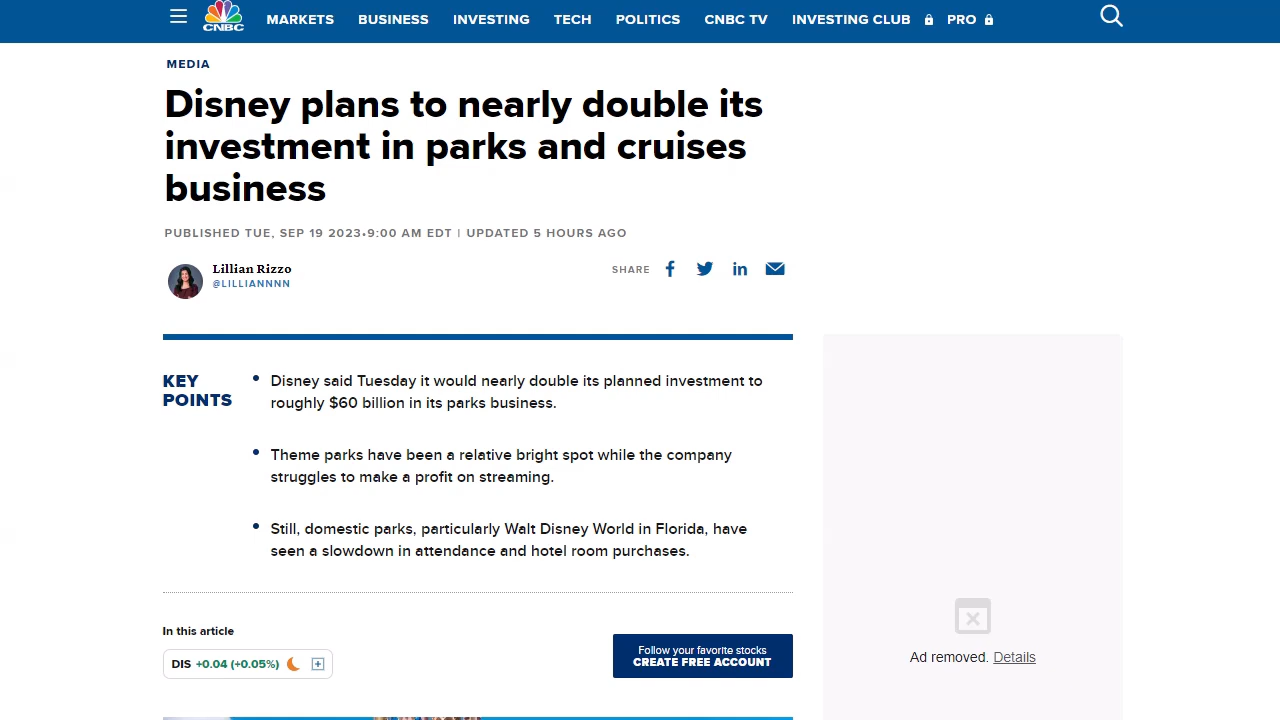 CNBC
MARKETS BUSINESS INVESTING TECH POLITICS CNBC TV INVESTING CLUB PRO
MEDIA
Disney plans to nearly double its
investment in parks and cruises
business
PUBLISHED TUE, SEP 19 2023•9:00 AM EDT | UPDATED 5 HOURS AGO
Lillian Rizzo
@LILLIANNNN
SHARE
KEY
POINTS
• Disney said Tuesday it would nearly double its planned investment to
roughly $60 billion in its parks business.
• Theme parks have been a relative bright spot while the company
struggles to make a profit on streaming.
• Still, domestic parks, particularly Walt Disney World in Florida, have
seen a slowdown in attendance and hotel room purchases.
In this article
DIS +0.04 (+0.05%)
Follow your favorite stocks
CREATE FREE ACCOUNT
Ad removed. Details